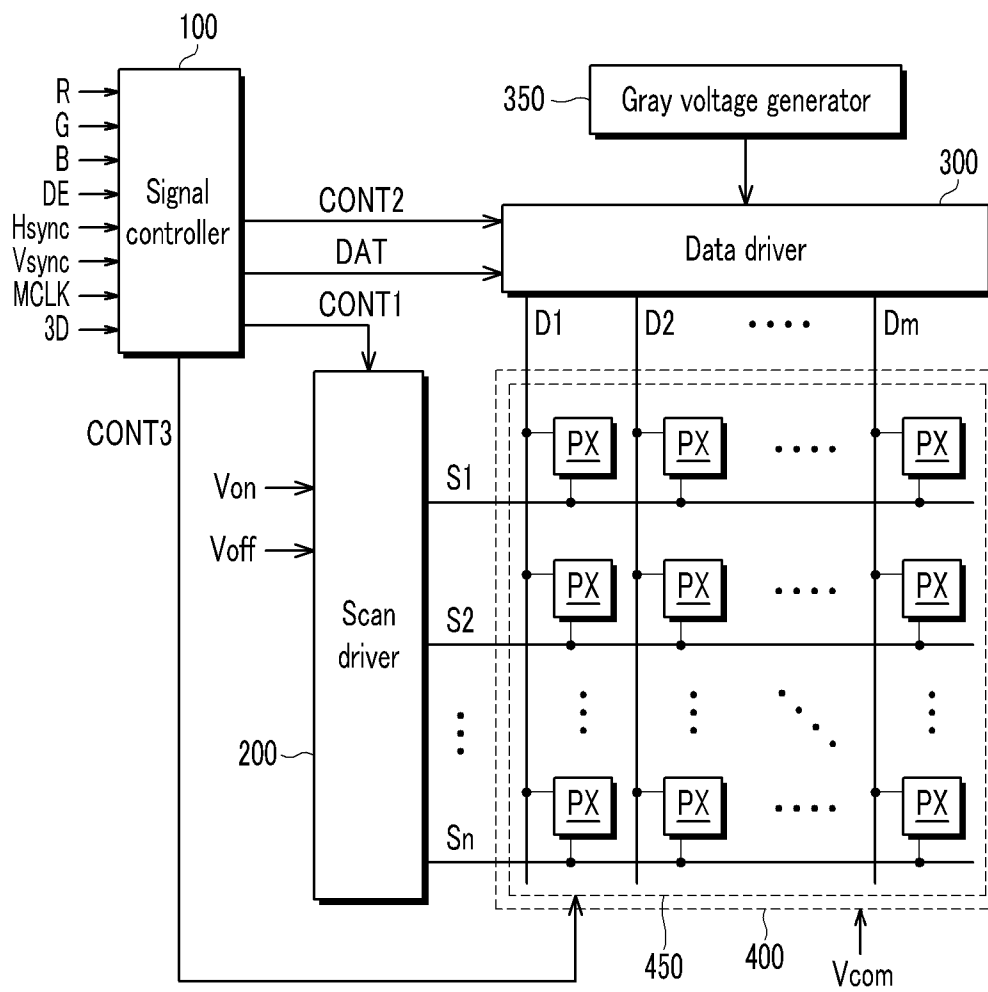 100
R
G
B
DE
Hsync
Vsync
MCLK
3D
Signal
controller
350
Gray voltage generator
300
CONT2
DAT
CONT1
Data driver
D1 D2 Dm
CONT3
Von
Voff
Scan
driver
200
S1
PX PX PX
S2
PX PX PX
Sn
PX PX PX
450
400
Vcom